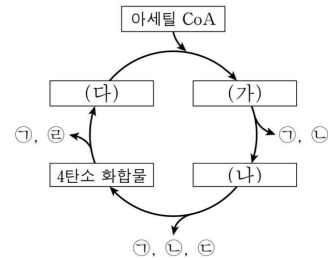 아세틸 CoA
(다)
(가)
㉠, ㉣
㉠, ㉡
4탄소 화합물
(나)
㉠, ㉡, ㉢